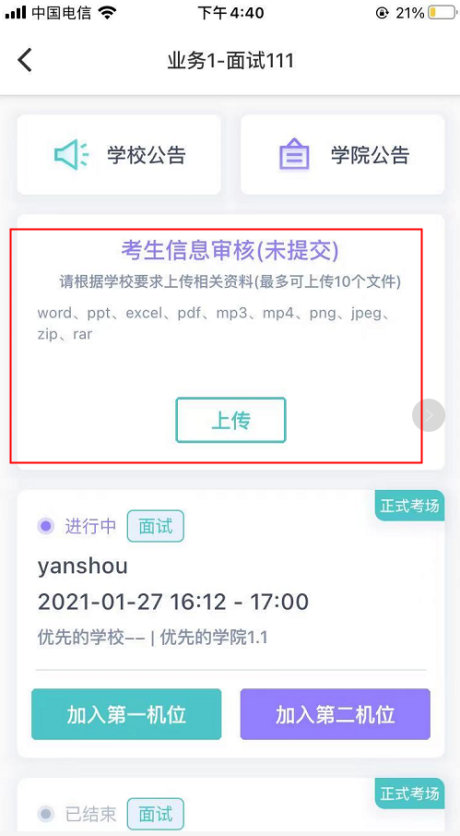 中国电信 下午4:40 21%
业务1-面试111
学校公告 学院公告
考生信息审核(未提交)
请根据学校要求上传相关资料(最多可上传10个文件)
word、ppt、excel、pdf、mp3、mp4、png、jpeg、
zip、rar
上传
正式考场
进行中 面试
yanshou
2021-01-27 16:12 - 17:00
优先的学校−− | 优先的学院1.1
加入第一机位 加入第二机位
正式考场
已结束 面试